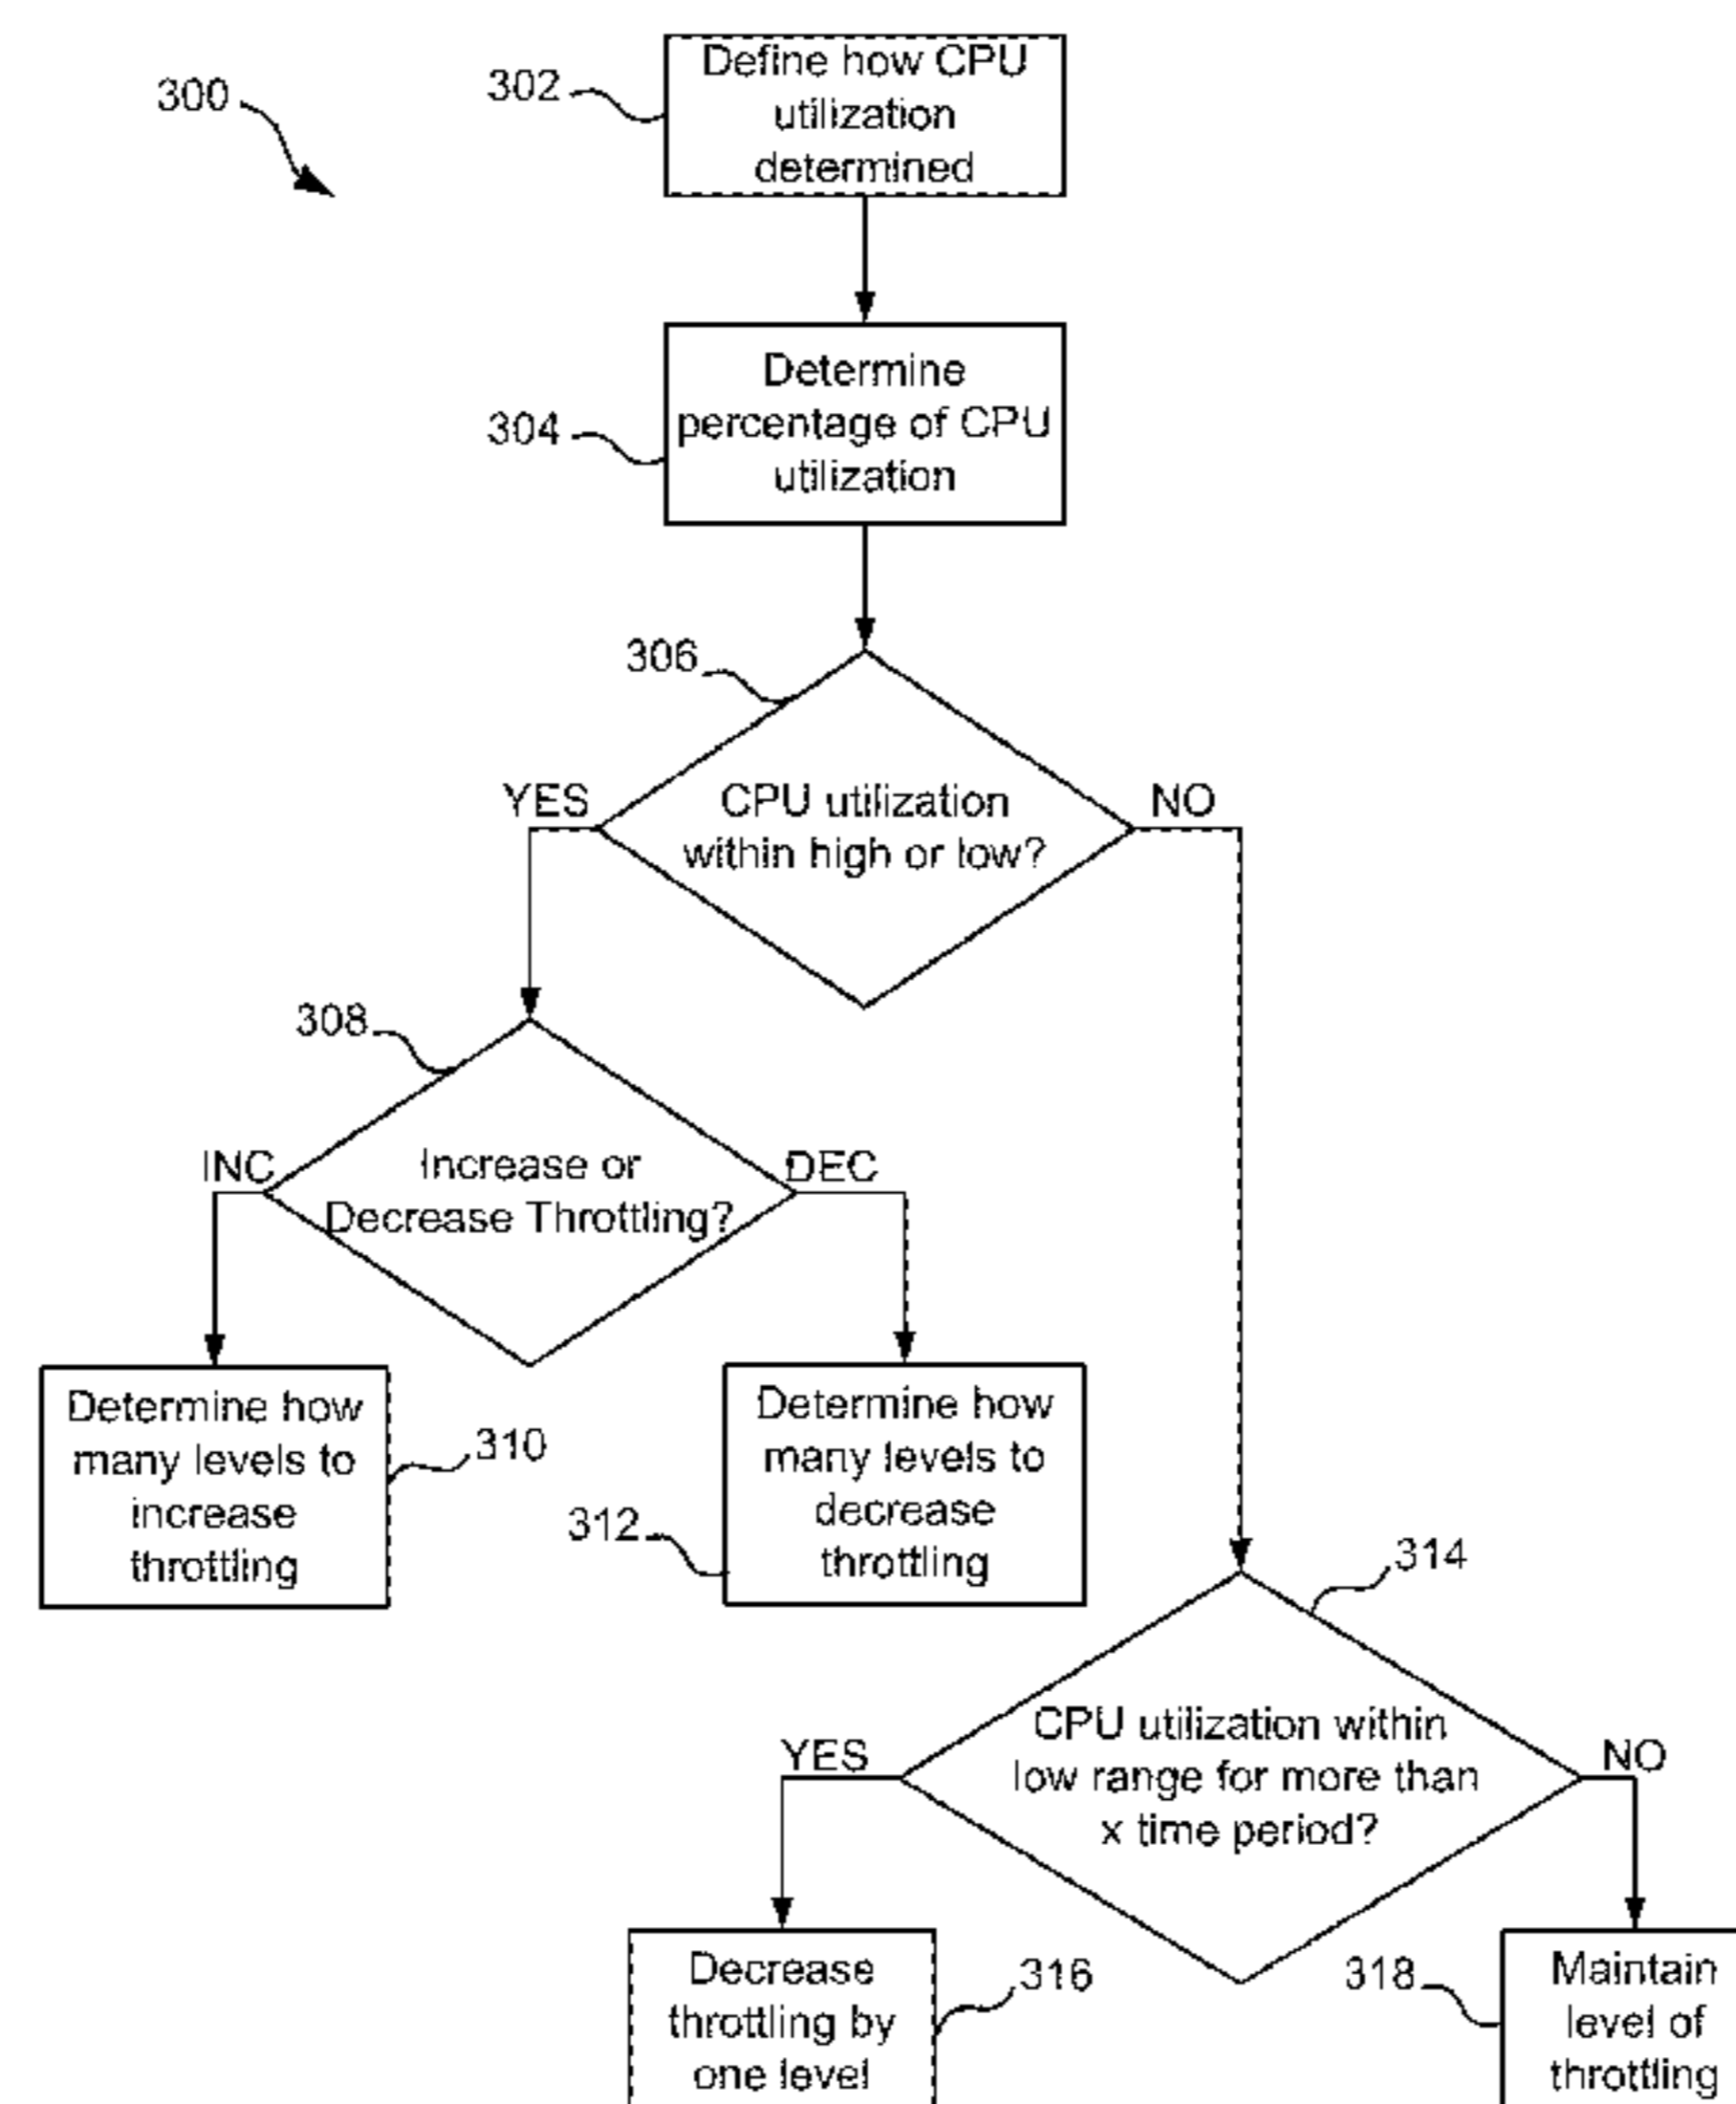 300
302
Define how CPU
utilization
determined
304
Determine
percentage of CPU
utilization
306
YES
CPU utilization
within high or low?
NO
308
INC
Increase or
Decrease Throttling?
DEC
Determine how
many levels to
increase
throttling
310
312
Determine how
many levels to
decrease
throttling
314
YES
CPU utilization within
low range for more than
x time period?
NO
Decrease
throttling by
one level
316
318
Maintain
level of
throttling